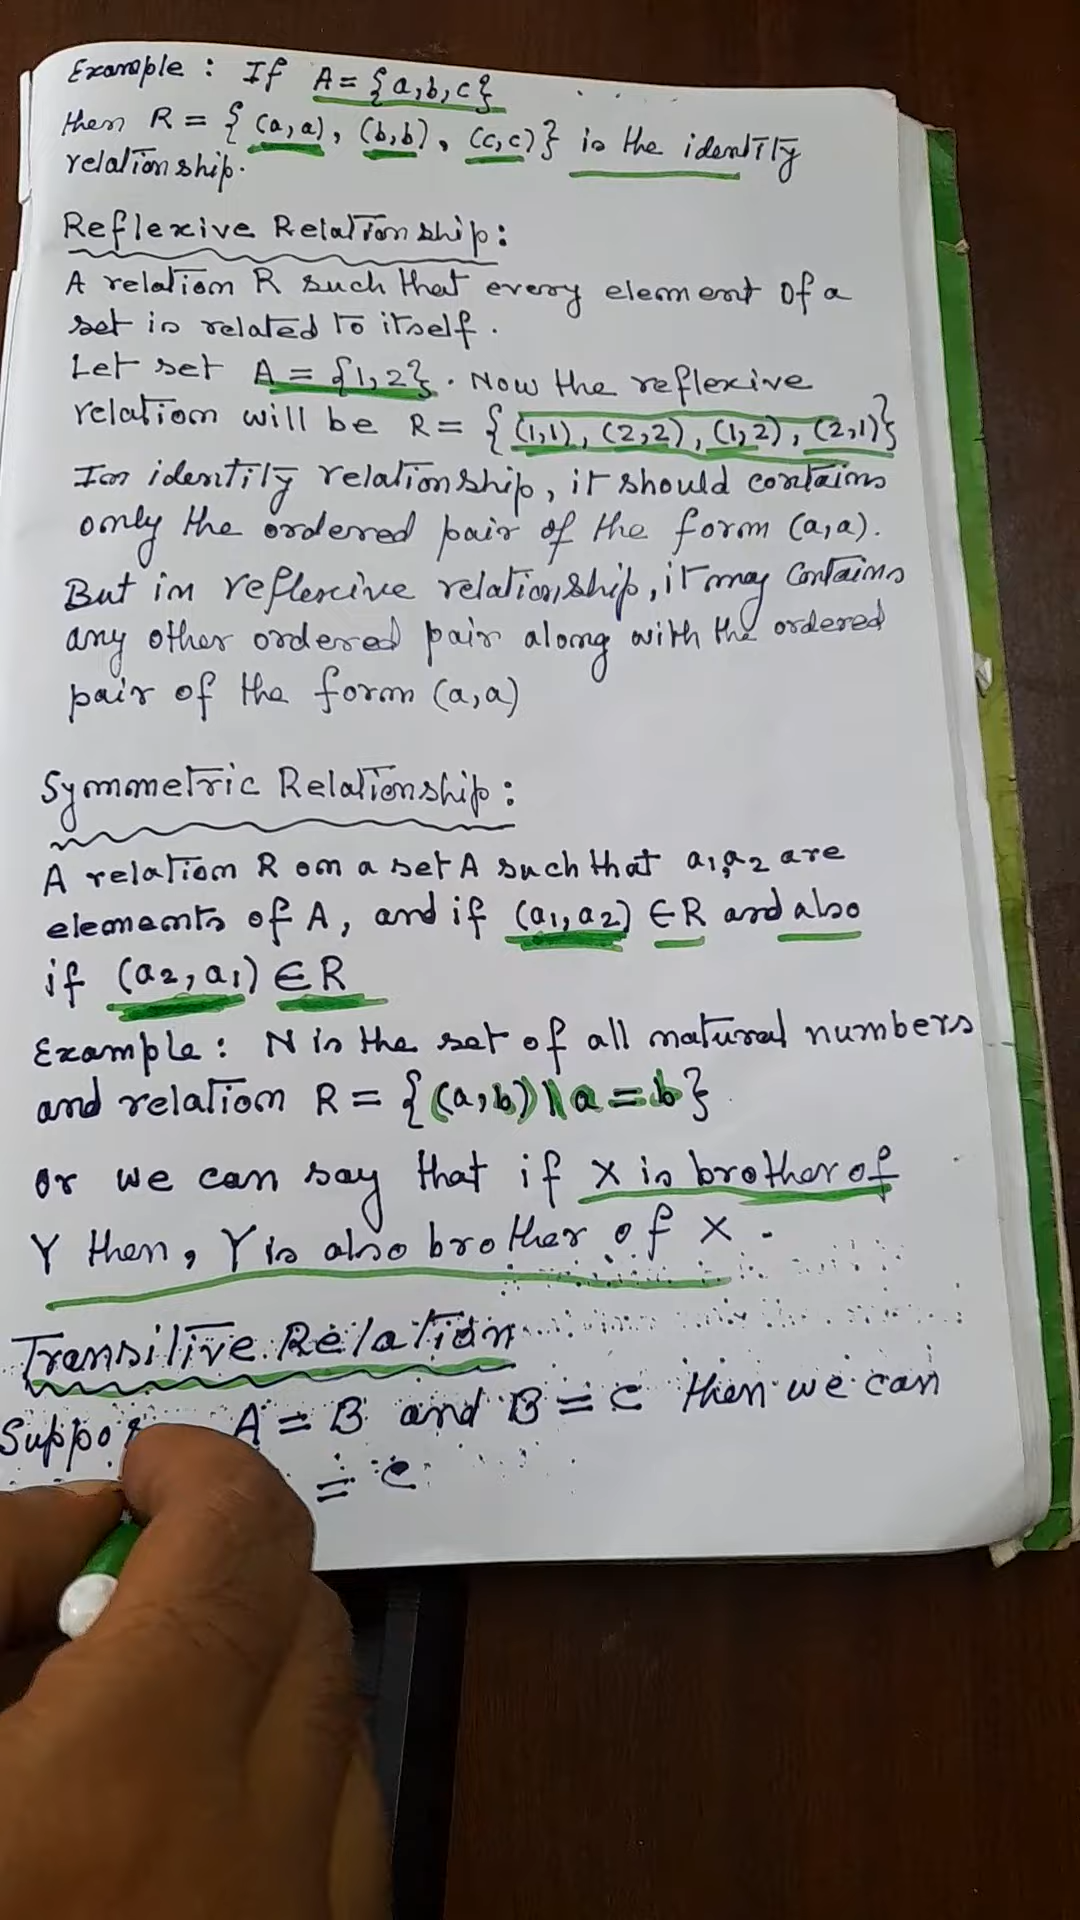 Example : If A = {a,b,c}
then R = { (a,a), (b,b), (c,c)} is the identity
relationship.
Reflexive Relationship:
A relation R such that every element of a
set is related to itself.
Let set A = {1,2}. Now the reflexive
relation will be R = { (1,1), (2,2), (1,2), (2,1)}
In identity relationship, it should contains
only the ordered pair of the form (a,a).
But in reflexive relationship, it may contains
any other ordered pair along with the ordered
pair of the form (a,a)
Symmetric Relationship:
A relation R on a set A such that a1,a2 are
elements of A, and if (a1,a2) ∈ R and also
if (a2,a1) ∈ R
Example: N is the set of all natural numbers
and relation R = {(a,b) | a = b}
or we can say that if X is brother of
Y then, Y is also brother of X.
Transitive Relation
A = B and B = C then we can
= C